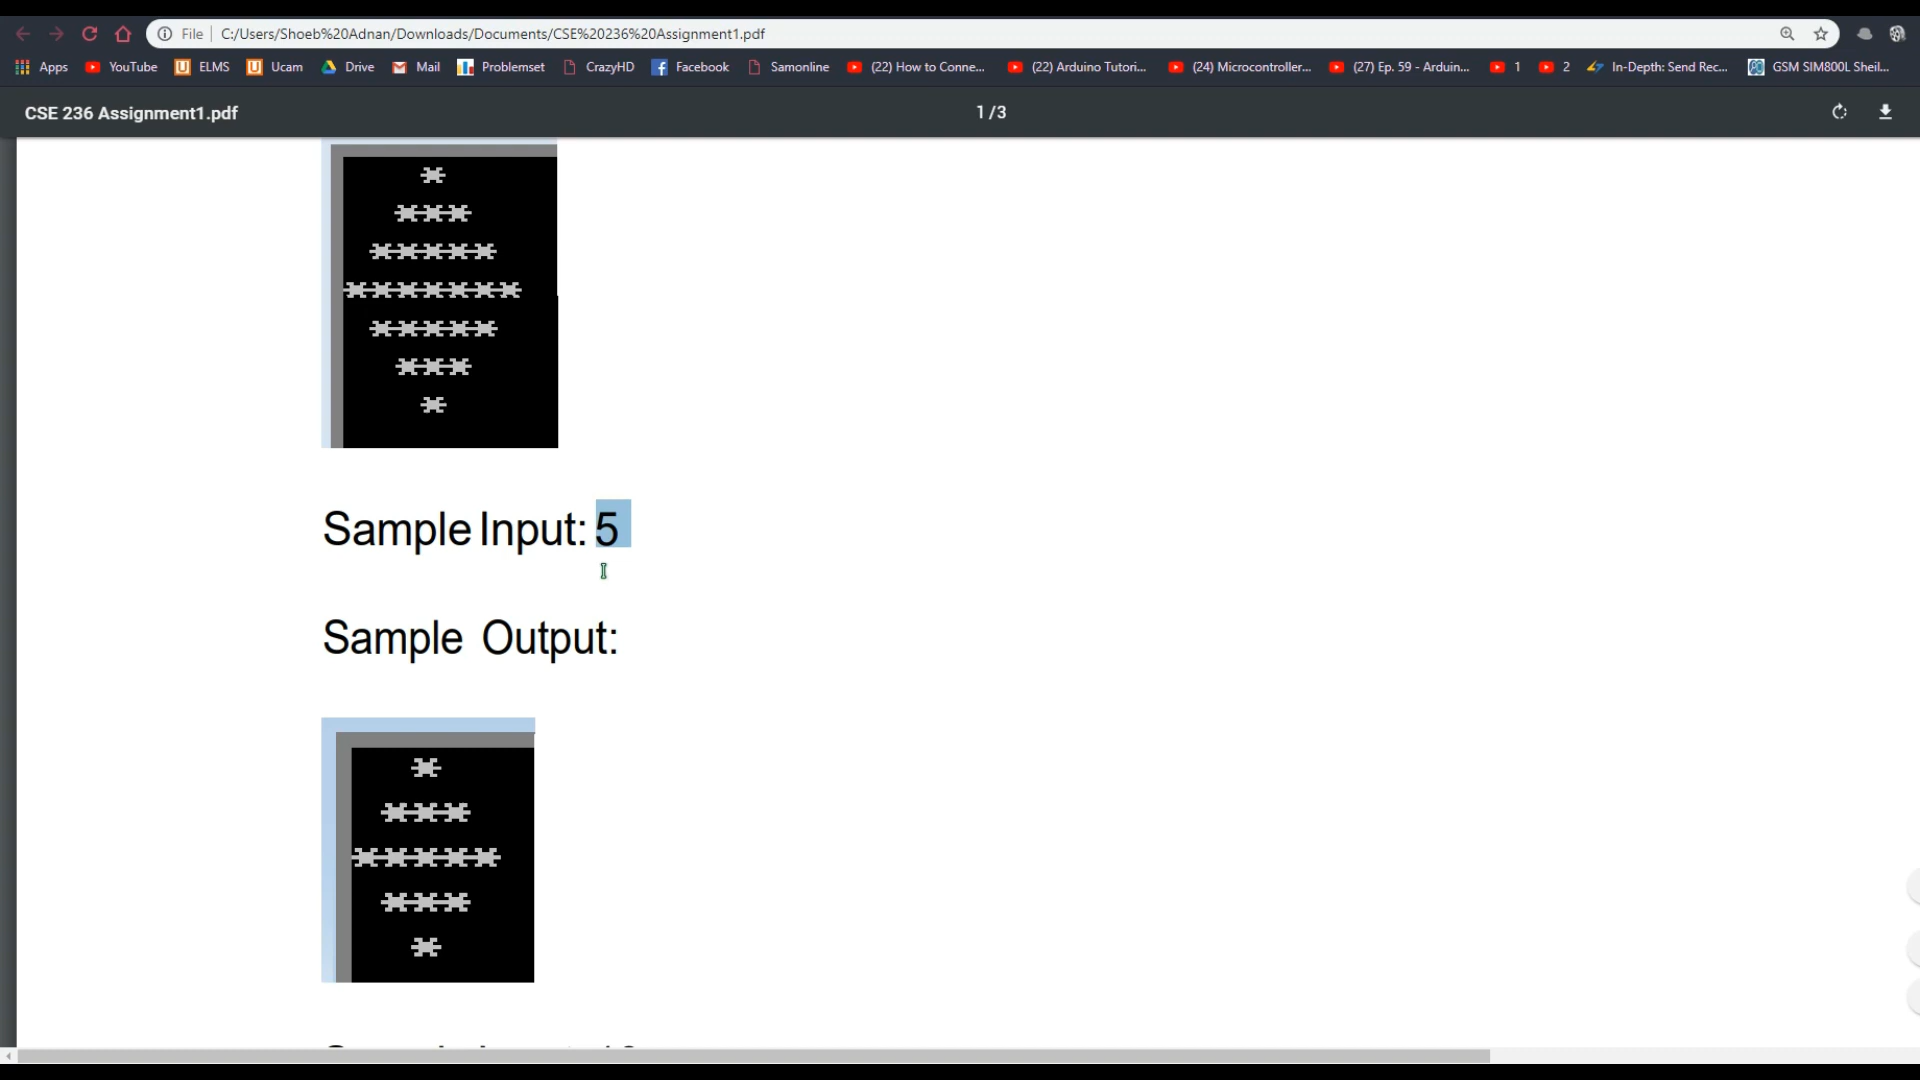 File | C:/Users/Shoeb%20Adnan/Downloads/Documents/CSE%20236%20Assignment1.pdf
Apps YouTube ELMS Ucam Drive Mail Problemset CrazyHD Facebook Samonline (22) How to Conne... (22) Arduino Tutori... (24) Microcontroller... (27) Ep. 59 - Arduin... 1 2 In-Depth: Send Rec... GSM SIM800L Sheil...
CSE 236 Assignment1.pdf 1/3
*
***
*****
*******
*****
***
*
Sample Input: 5
Sample Output:
*
***
*****
***
*